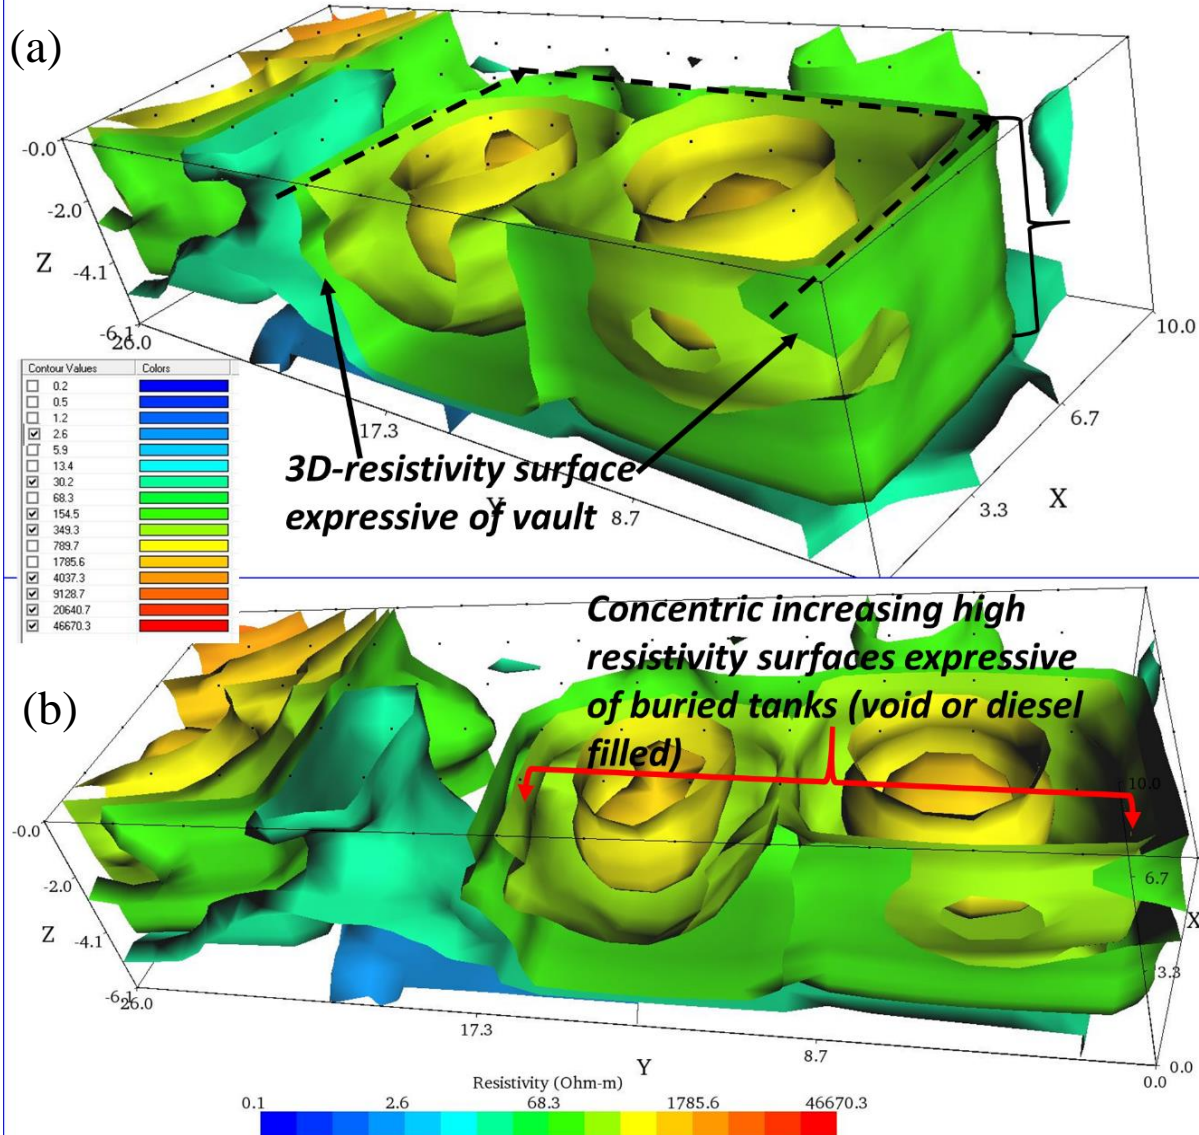 (a)
-0.0
-2.0
Z
-4.1
-6.1
26.0
17.3
Y
8.7
10.0
6.7
X
3.3
Contour Values Colors
0.2
0.5
1.2
2.6
5.9
13.4
30.2
68.3
154.5
349.3
789.7
1785.6
4037.3
9128.7
20640.7
46670.3
3D-resistivity surface
expressive of vault
(b)
Concentric increasing high
resistivity surfaces expressive
of buried tanks (void or diesel
filled)
-0.0
-2.0
Z
-4.1
-6.1
26.0
17.3
Y
8.7
10.0
6.7
X
3.3
0.0
0.0
Resistivity (Ohm-m)
0.1 2.6 68.3 1785.6 46670.3